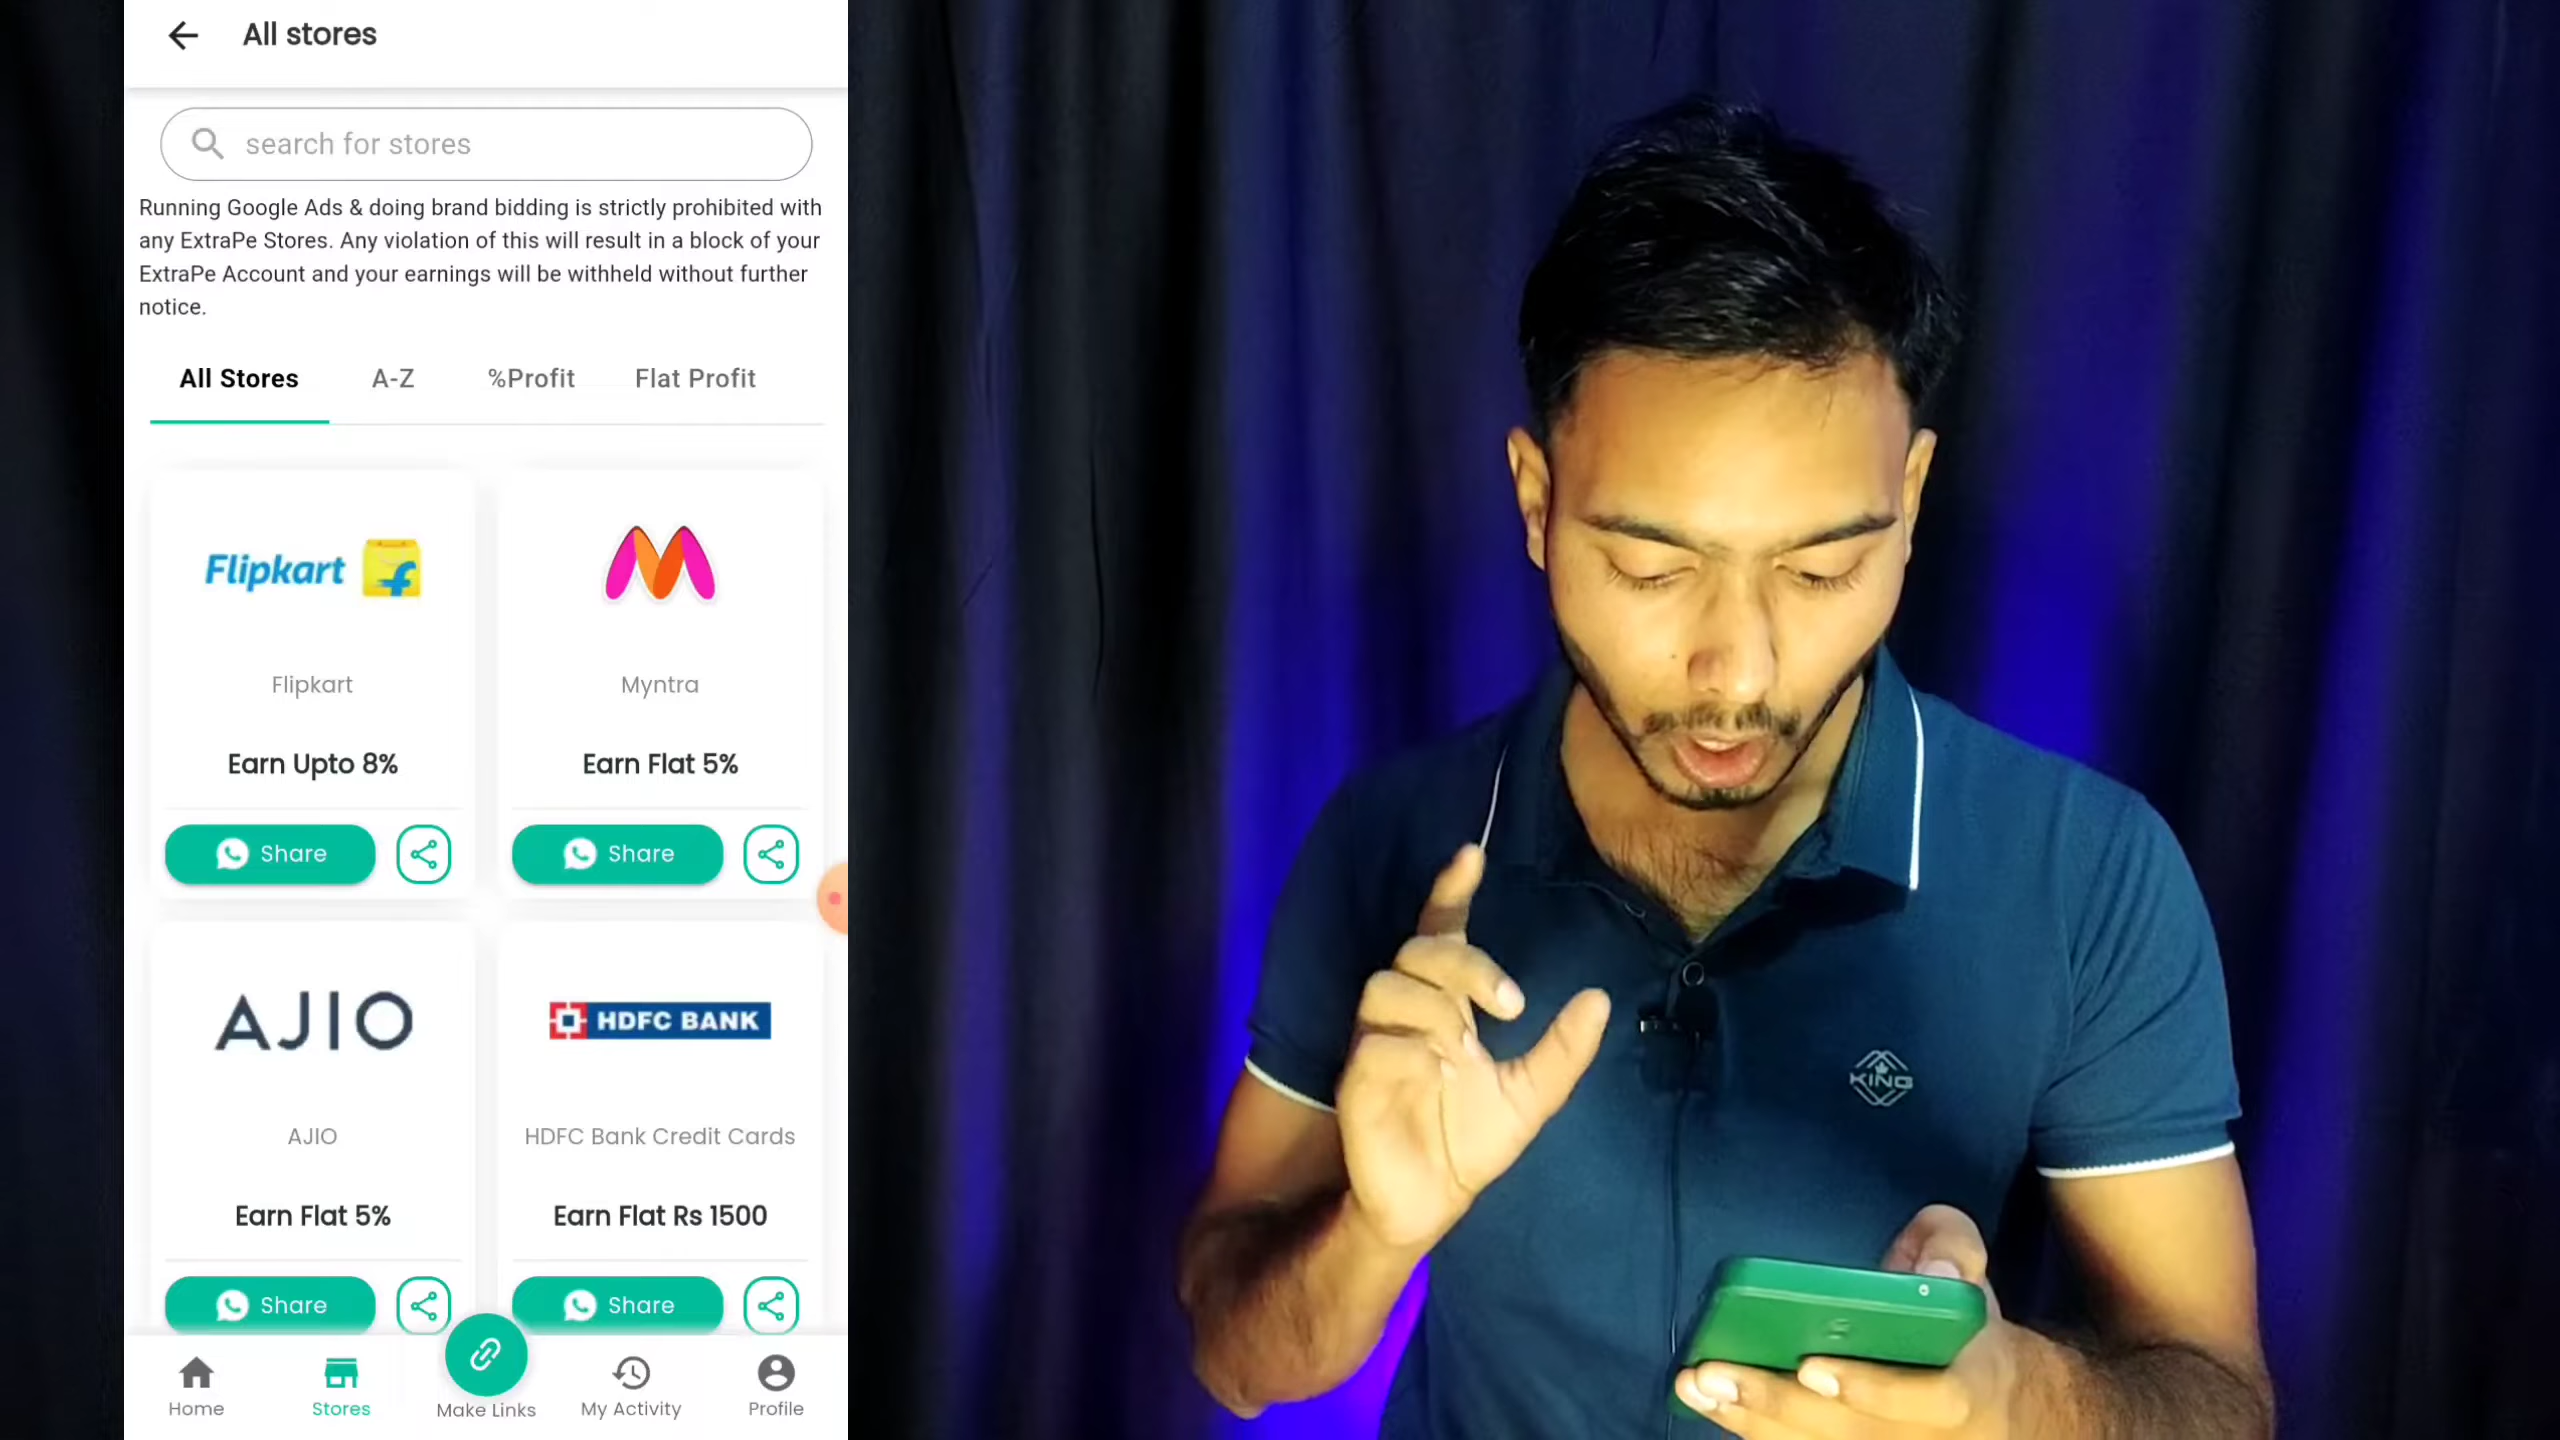 All stores
search for stores
Running Google Ads & doing brand bidding is strictly prohibited with
any ExtraPe Stores. Any violation of this will result in a block of your
ExtraPe Account and your earnings will be withheld without further
notice.
All Stores A-Z %Profit Flat Profit
Flipkart
Flipkart Myntra
Earn Upto 8% Earn Flat 5%
Share Share
AJIO HDFC BANK
AJIO HDFC Bank Credit Cards
Earn Flat 5% Earn Flat Rs 1500
Share Share
Home Stores Make Links My Activity Profile
KING